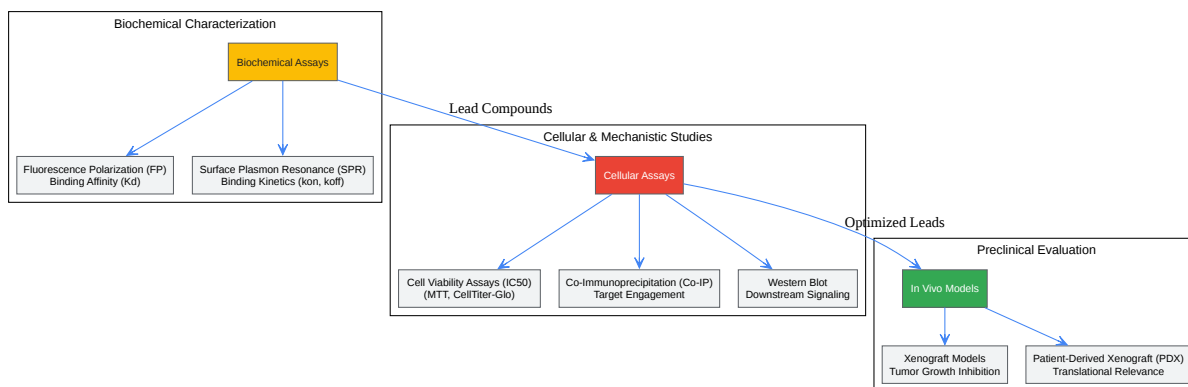 Biochemical Characterization
Biochemical Assays
Lead Compounds
Fluorescence Polarization (FP)
Binding Affinity (Kd)
Surface Plasmon Resonance (SPR)
Binding Kinetics (kon, koff)
Cellular & Mechanistic Studies
Cellular Assays
Optimized Leads
Cell Viability Assays (IC50)
(MTT, CellTiter-Glo)
Co-Immunoprecipitation (Co-IP)
Target Engagement
Western Blot
Downstream Signaling
Preclinical Evaluation
In Vivo Models
Xenograft Models
Tumor Growth Inhibition
Patient-Derived Xenograft (PDX)
Translational Relevance